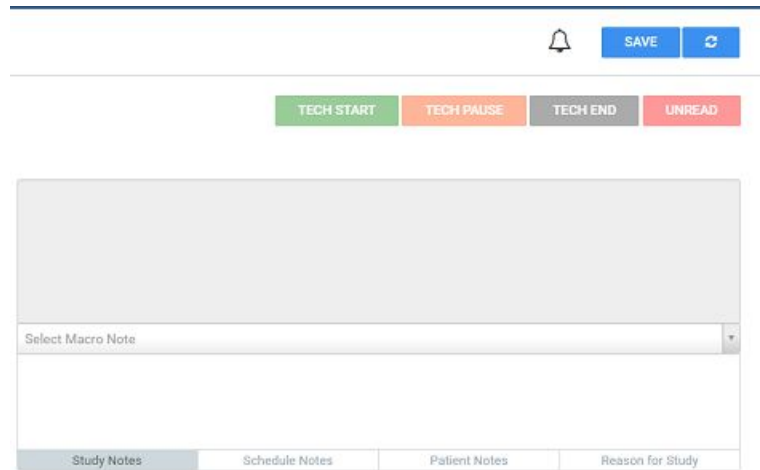 SAVE
TECH START TECH PAUSE TECH END UNREAD
Select Macro Note
Study Notes Schedule Notes Patient Notes Reason for Study